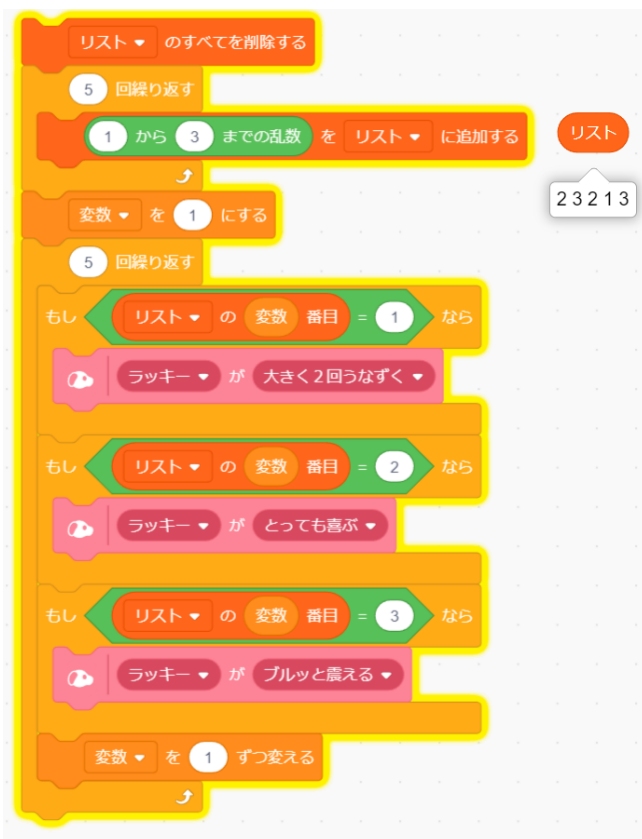 リスト のすべてを削除する
5 回繰り返す
1 から 3 までの乱数 を リスト に追加する
リスト
2 3 2 1 3
変数 を 1 にする
5 回繰り返す
もし リスト の 変数 番目 = 1 なら
ラッキー が 大きく2回うなずく
もし リスト の 変数 番目 = 2 なら
ラッキー が とっても喜ぶ
もし リスト の 変数 番目 = 3 なら
ラッキー が ブルッと震える
変数 を 1 ずつ変える